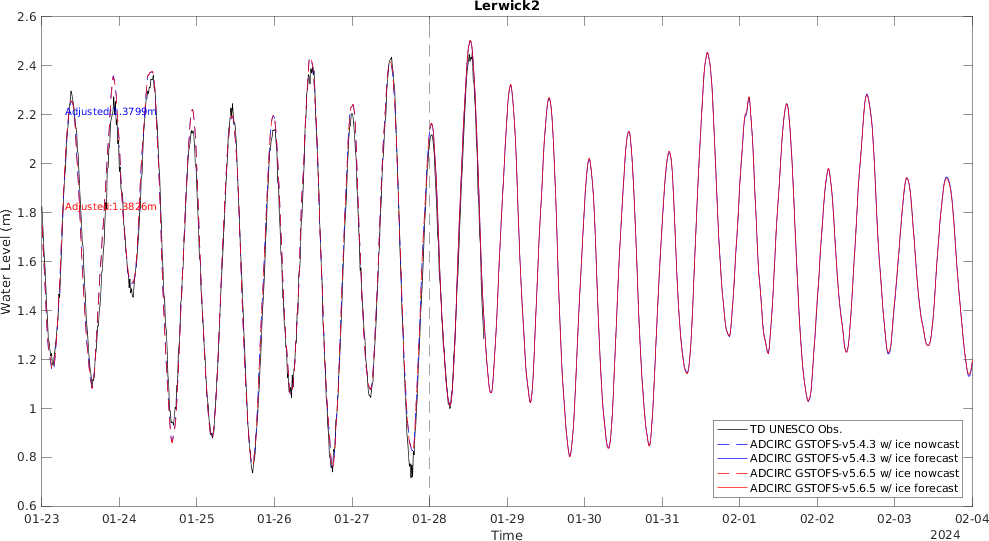 Lerwick2
2.6
2.4
2.2
2
1.8
1.6
1.4
1.2
1
0.8
0.6
Water Level (m)
Adjusted:1.3799m
Adjusted:1.3826m
TD UNESCO Obs.
ADCIRC GSTOFS-v5.4.3 w/ ice nowcast
ADCIRC GSTOFS-v5.4.3 w/ ice forecast
ADCIRC GSTOFS-v5.6.5 w/ ice nowcast
ADCIRC GSTOFS-v5.6.5 w/ ice forecast
01-23 01-24 01-25 01-26 01-27 01-28 01-29 01-30 01-31 02-01 02-02 02-03 02-04
Time
2024